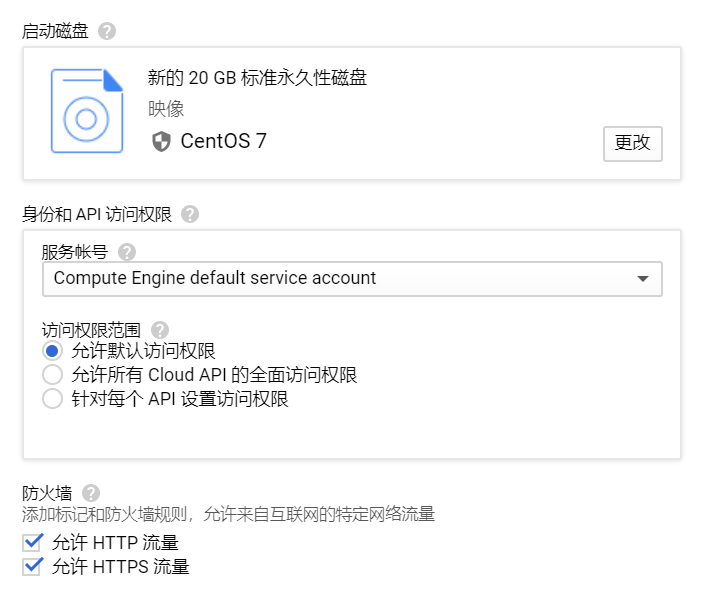 启动磁盘 ?
新的 20 GB 标准永久性磁盘
映像
CentOS 7
更改
身份和 API 访问权限 ?
服务帐号 ?
Compute Engine default service account
访问权限范围 ?
允许默认访问权限
允许所有 Cloud API 的全面访问权限
针对每个 API 设置访问权限
防火墙 ?
添加标记和防火墙规则，允许来自互联网的特定网络流量
允许 HTTP 流量
允许 HTTPS 流量